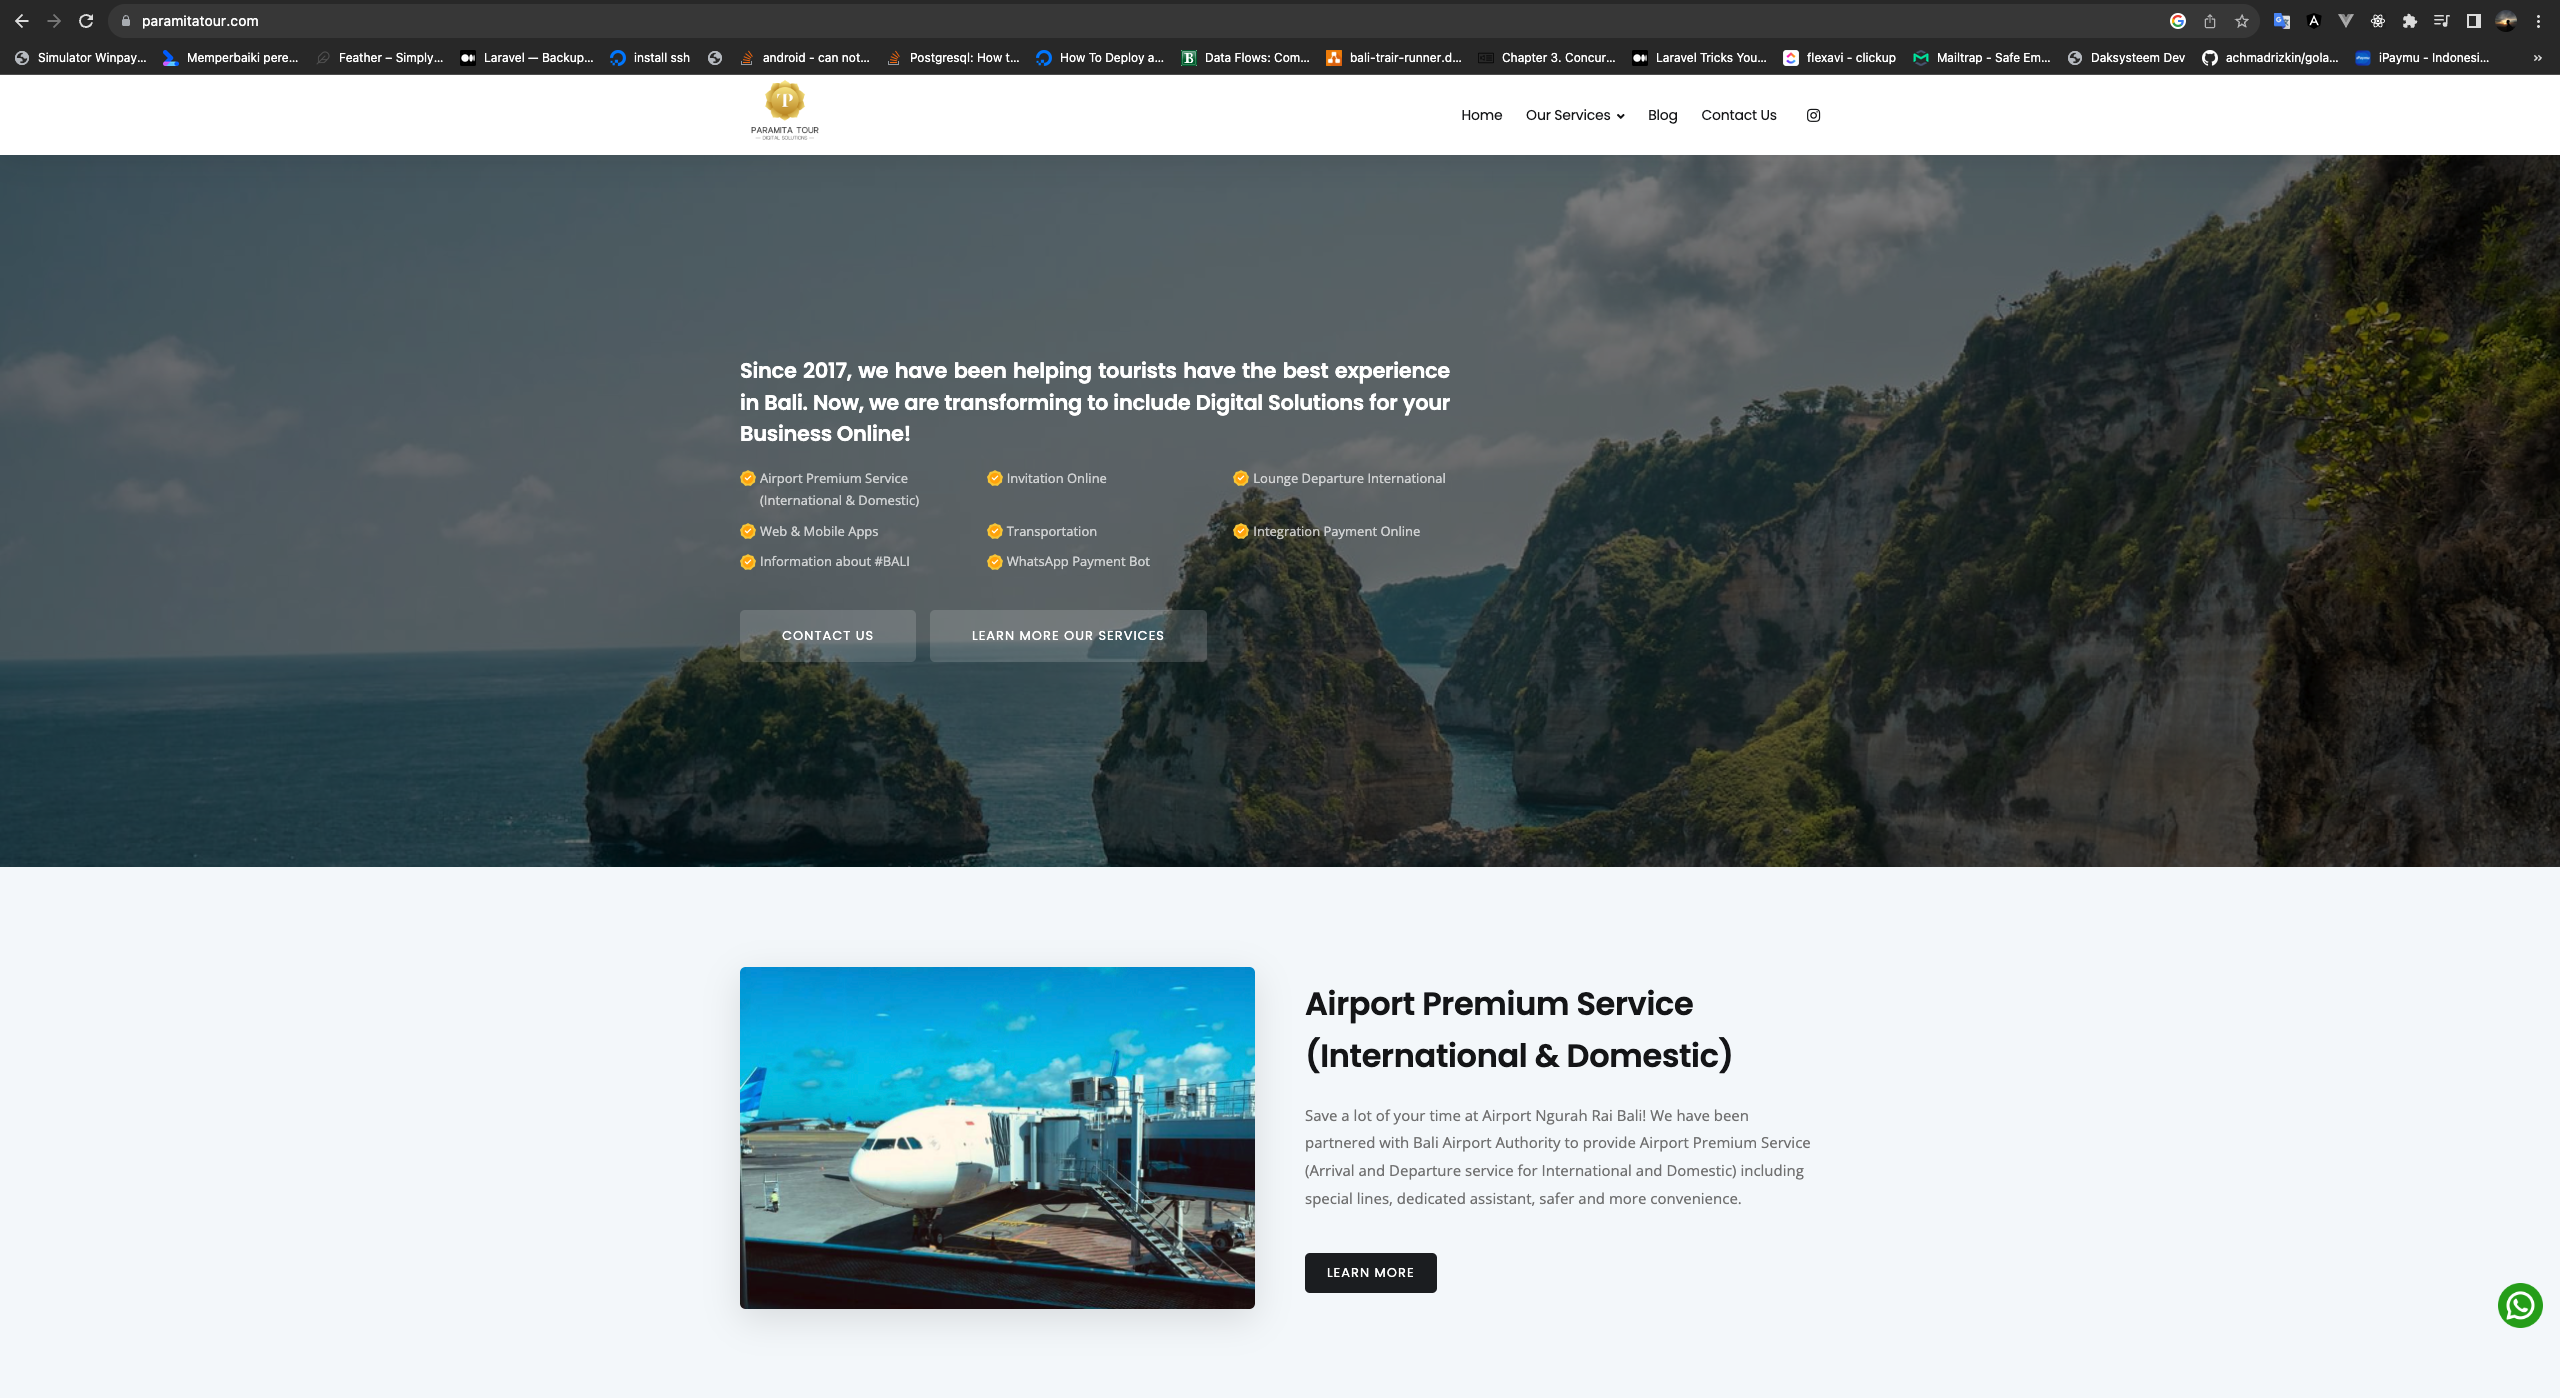 paramitatour.com
Simulator Winpay...
Memperbaiki pere...
Feather – Simply...
Laravel — Backup...
install ssh
android - can not...
Postgresql: How t...
How To Deploy a...
Data Flows: Com...
bali-trair-runner.d...
Chapter 3. Concur...
Laravel Tricks You...
flexavi - clickup
Mailtrap - Safe Em...
Daksysteem Dev
achmadrizkin/gola...
iPaymu - Indonesi...
PARAMITA TOUR
— DIGITAL SOLUTIONS —
Home
Our Services
Blog
Contact Us
Since 2017, we have been helping tourists have the best experience
in Bali. Now, we are transforming to include Digital Solutions for your
Business Online!
Airport Premium Service
(International & Domestic)
Invitation Online
Lounge Departure International
Web & Mobile Apps
Transportation
Integration Payment Online
Information about #BALI
WhatsApp Payment Bot
CONTACT US
LEARN MORE OUR SERVICES
Airport Premium Service
(International & Domestic)
Save a lot of your time at Airport Ngurah Rai Bali! We have been
partnered with Bali Airport Authority to provide Airport Premium Service
(Arrival and Departure service for International and Domestic) including
special lines, dedicated assistant, safer and more convenience.
LEARN MORE